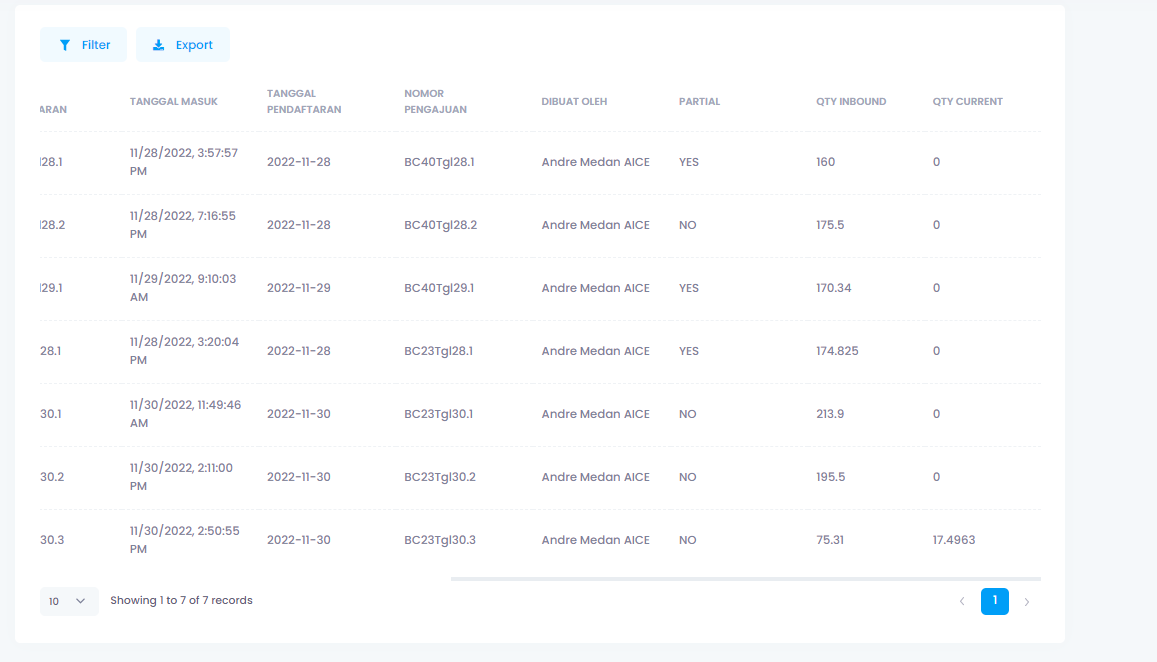 Filter Export
TANGGAL NOMOR
TANGGAL MASUK DIBUAT OLEH PARTIAL QTY INBOUND QTY CURRENT
ARAN PENDAFTARAN PENGAJUAN
11/28/2022, 3:57:57
l28.1 2022-11-28 BC40Tgl28.1 Andre Medan AICE YES 160 0
PM
11/28/2022, 7:16:55
l28.2 2022-11-28 BC40Tgl28.2 Andre Medan AICE NO 175.5 0
PM
11/29/2022, 9:10:03
l29.1 2022-11-29 BC40Tgl29.1 Andre Medan AICE YES 170.34 0
AM
11/28/2022, 3:20:04
28.1 2022-11-28 BC23Tgl28.1 Andre Medan AICE YES 174.825 0
PM
11/30/2022, 11:49:46
30.1 2022-11-30 BC23Tgl30.1 Andre Medan AICE NO 213.9 0
AM
11/30/2022, 2:11:00
30.2 2022-11-30 BC23Tgl30.2 Andre Medan AICE NO 195.5 0
PM
11/30/2022, 2:50:55
30.3 2022-11-30 BC23Tgl30.3 Andre Medan AICE NO 75.31 17.4963
PM
10 Showing 1 to 7 of 7 records 1